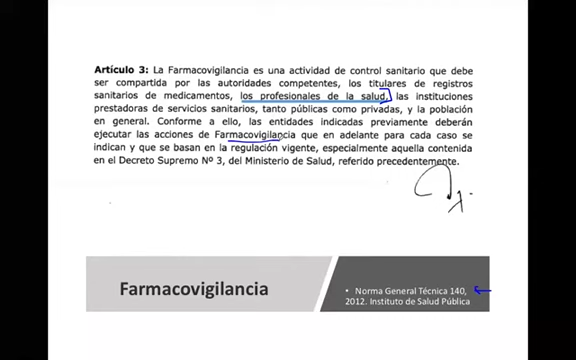 Artículo 3: La Farmacovigilancia es una actividad de control sanitario que debe
ser compartida por las autoridades competentes, los titulares de registros
sanitarios de medicamentos, los profesionales de la salud, las instituciones
prestadoras de servicios sanitarios, tanto públicas como privadas, y la población
en general. Conforme a ello, las entidades indicadas previamente deberán
ejecutar las acciones de Farmacovigilancia que en adelante para cada caso se
indican y que se basan en la regulación vigente, especialmente aquella contenida
en el Decreto Supremo Nº 3, del Ministerio de Salud, referido precedentemente.
Farmacovigilancia
• Norma General Técnica 140,
2012. Instituto de Salud Pública